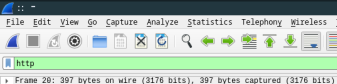 :: ~
File Edit View Go Capture Analyze Statistics Telephony Wireless
http
Frame 20: 397 bytes on wire (3176 bits), 397 bytes captured (3176 bits)